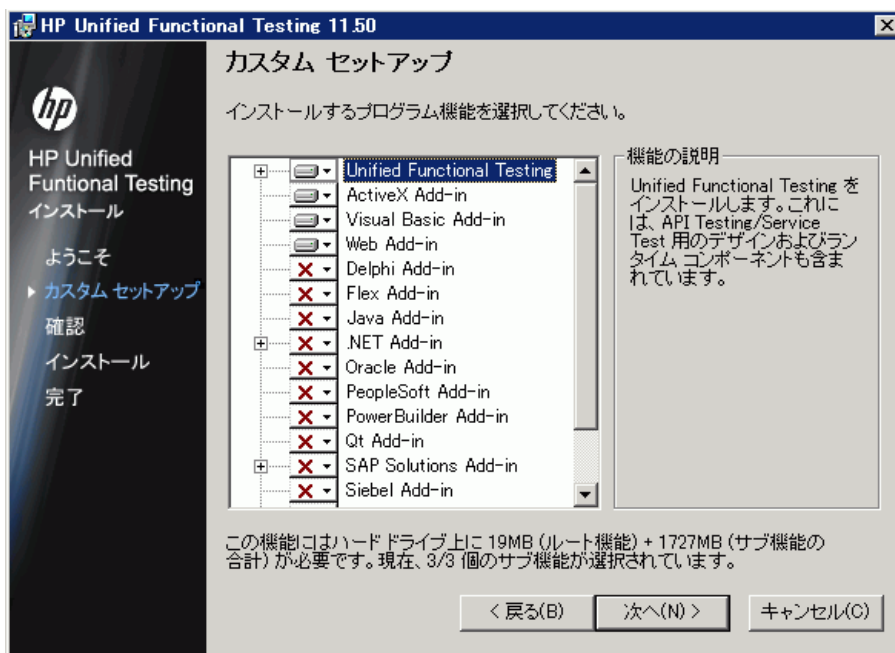 HP Unified Functional Testing 11.50
hp
HP Unified
Funtional Testing
インストール
ようこそ
カスタム セットアップ
確認
インストール
完了
カスタム セットアップ
インストールするプログラム機能を選択してください。
Unified Functional Testing
ActiveX Add-in
Visual Basic Add-in
Web Add-in
Delphi Add-in
Flex Add-in
Java Add-in
.NET Add-in
Oracle Add-in
PeopleSoft Add-in
PowerBuilder Add-in
Qt Add-in
SAP Solutions Add-in
Siebel Add-in
機能の説明
Unified Functional Testing を
インストールします。これに
は、API Testing/Service
Test 用のデザインおよびラン
タイム コンポーネントも含ま
れています。
この機能にはハード ドライブ上に 19MB (ルート機能) + 1727MB (サブ機能の
合計) が必要です。現在、3/3 個のサブ機能が選択されています。
< 戻る(B)
次へ(N) >
キャンセル(C)